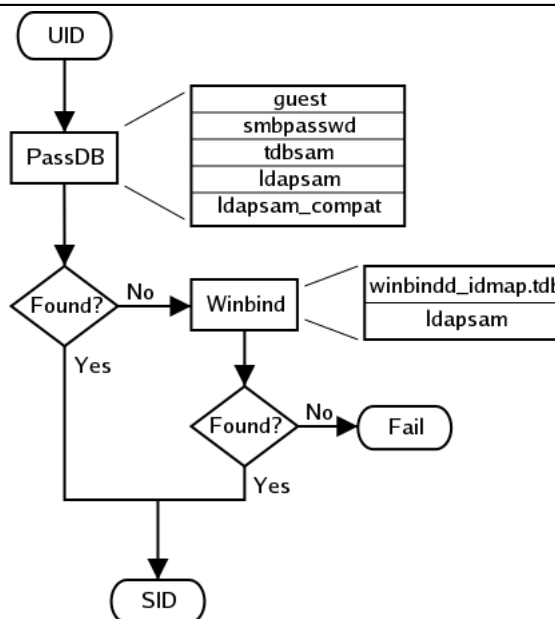 UID
PassDB
guest
smbpasswd
tdbsam
ldapsam
ldapsam_compat
Found?
No
Winbind
winbindd_idmap.tdb
ldapsam
Yes
Found?
No
Fail
Yes
SID